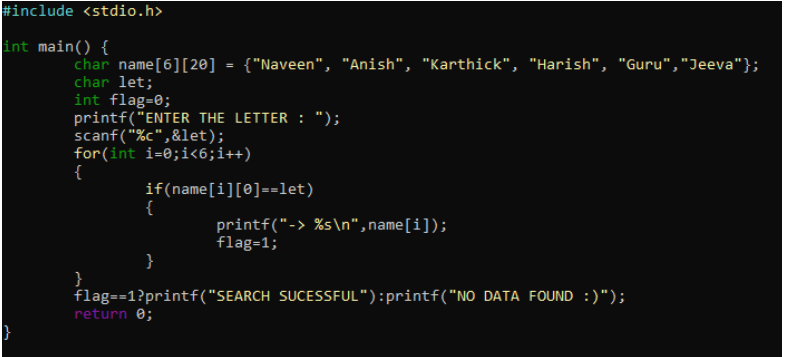 #include <stdio.h>
int main() {
        char name[6][20] = {"Naveen", "Anish", "Karthick", "Harish", "Guru","Jeeva"};
        char let;
        int flag=0;
        printf("ENTER THE LETTER : ");
        scanf("%c",&let);
        for(int i=0;i<6;i++)
        {
                if(name[i][0]==let)
                {
                        printf("-> %s\n",name[i]);
                        flag=1;
                }
        }
        flag==1?printf("SEARCH SUCESSFUL"):printf("NO DATA FOUND :)");
        return 0;
}